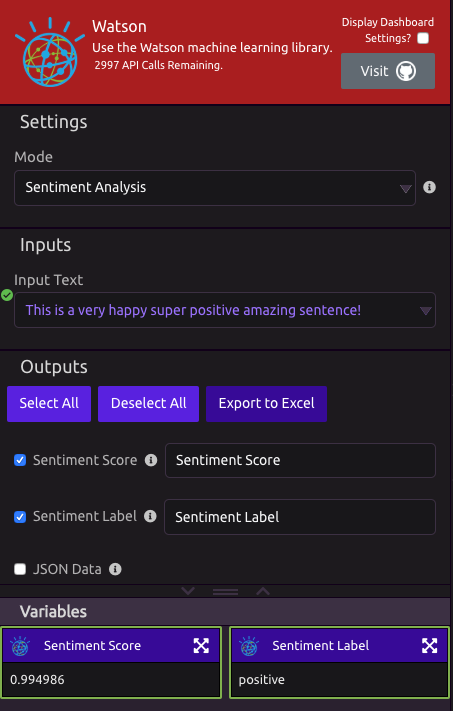 Watson
Display Dashboard
Settings?
Use the Watson machine learning library.
2997 API Calls Remaining.
Visit
Settings
Mode
Sentiment Analysis
Inputs
Input Text
This is a very happy super positive amazing sentence!
Outputs
Select All Deselect All Export to Excel
Sentiment Score Sentiment Score
Sentiment Label Sentiment Label
JSON Data
Variables
Sentiment Score Sentiment Label
0.994986 positive